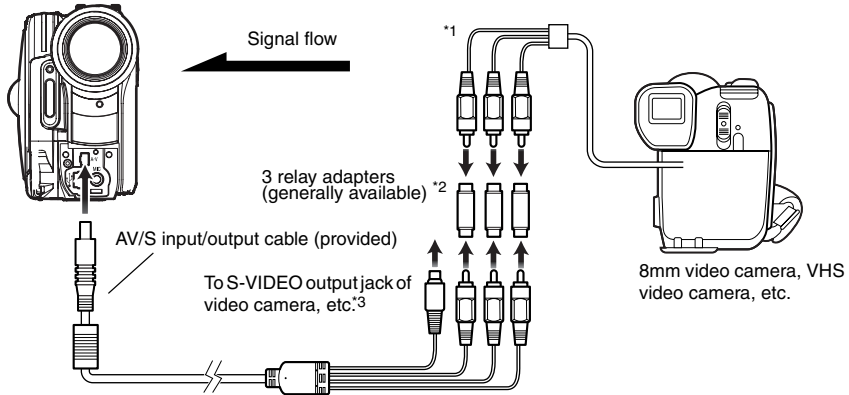 Signal flow
*1
3 relay adapters
(generally available) *2
AV/S input/output cable (provided)
To S-VIDEO output jack of
video camera, etc.*3
8mm video camera, VHS
video camera, etc.